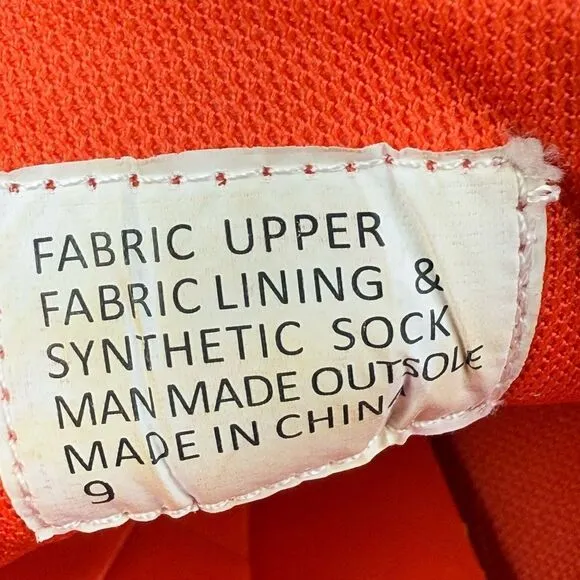 FABRIC UPPER
FABRIC LINING &
SYNTHETIC SOCK
MAN MADE OUTSOLE
MADE IN CHINA
9